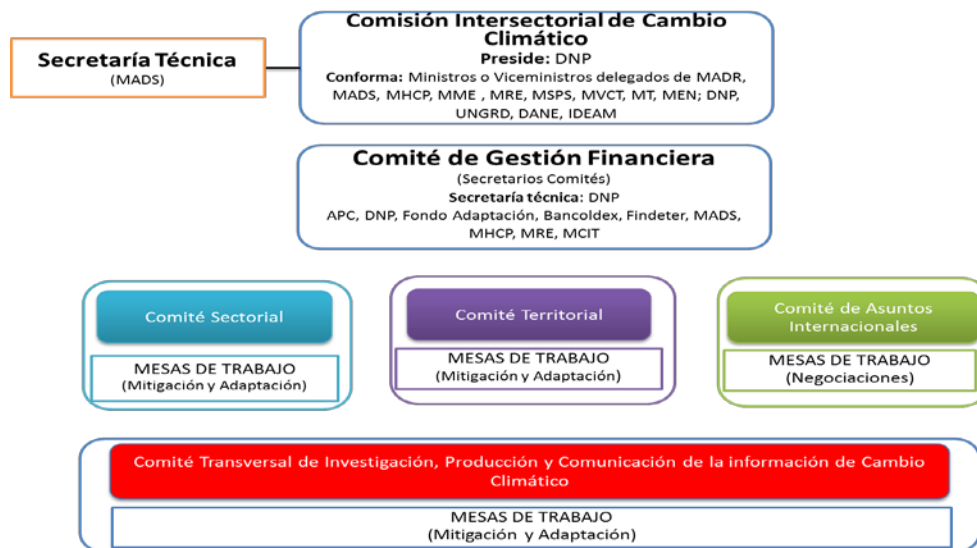 Secretaría Técnica
(MADS)
Comisión Intersectorial de Cambio
Climático
Preside: DNP
Conforma: Ministros o Viceministros delegados de MADR,
MADS, MHCP, MME , MRE, MSPS, MVCT, MT, MEN; DNP,
UNGRD, DANE, IDEAM
Comité de Gestión Financiera
(Secretarios Comités)
Secretaría técnica: DNP
APC, DNP, Fondo Adaptación, Bancoldex, Findeter, MADS,
MHCP, MRE, MCIT
Comité Sectorial
MESAS DE TRABAJO
(Mitigación y Adaptación)
Comité Territorial
MESAS DE TRABAJO
(Mitigación y Adaptación)
Comité de Asuntos
Internacionales
MESAS DE TRABAJO
(Negociaciones)
Comité Transversal de Investigación, Producción y Comunicación de la información de Cambio
Climático
MESAS DE TRABAJO
(Mitigación y Adaptación)